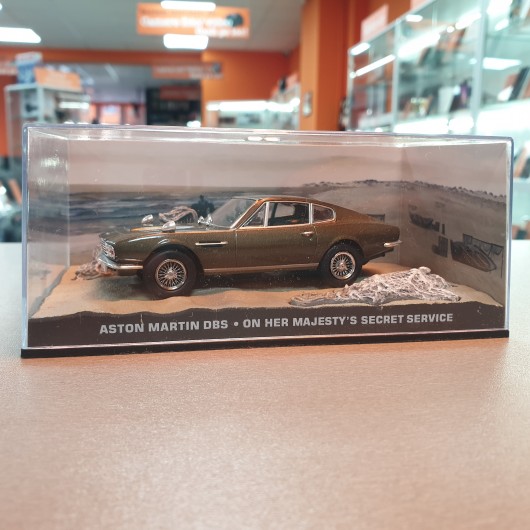 ASTON MARTIN DBS • ON HER MAJESTY'S SECRET SERVICE